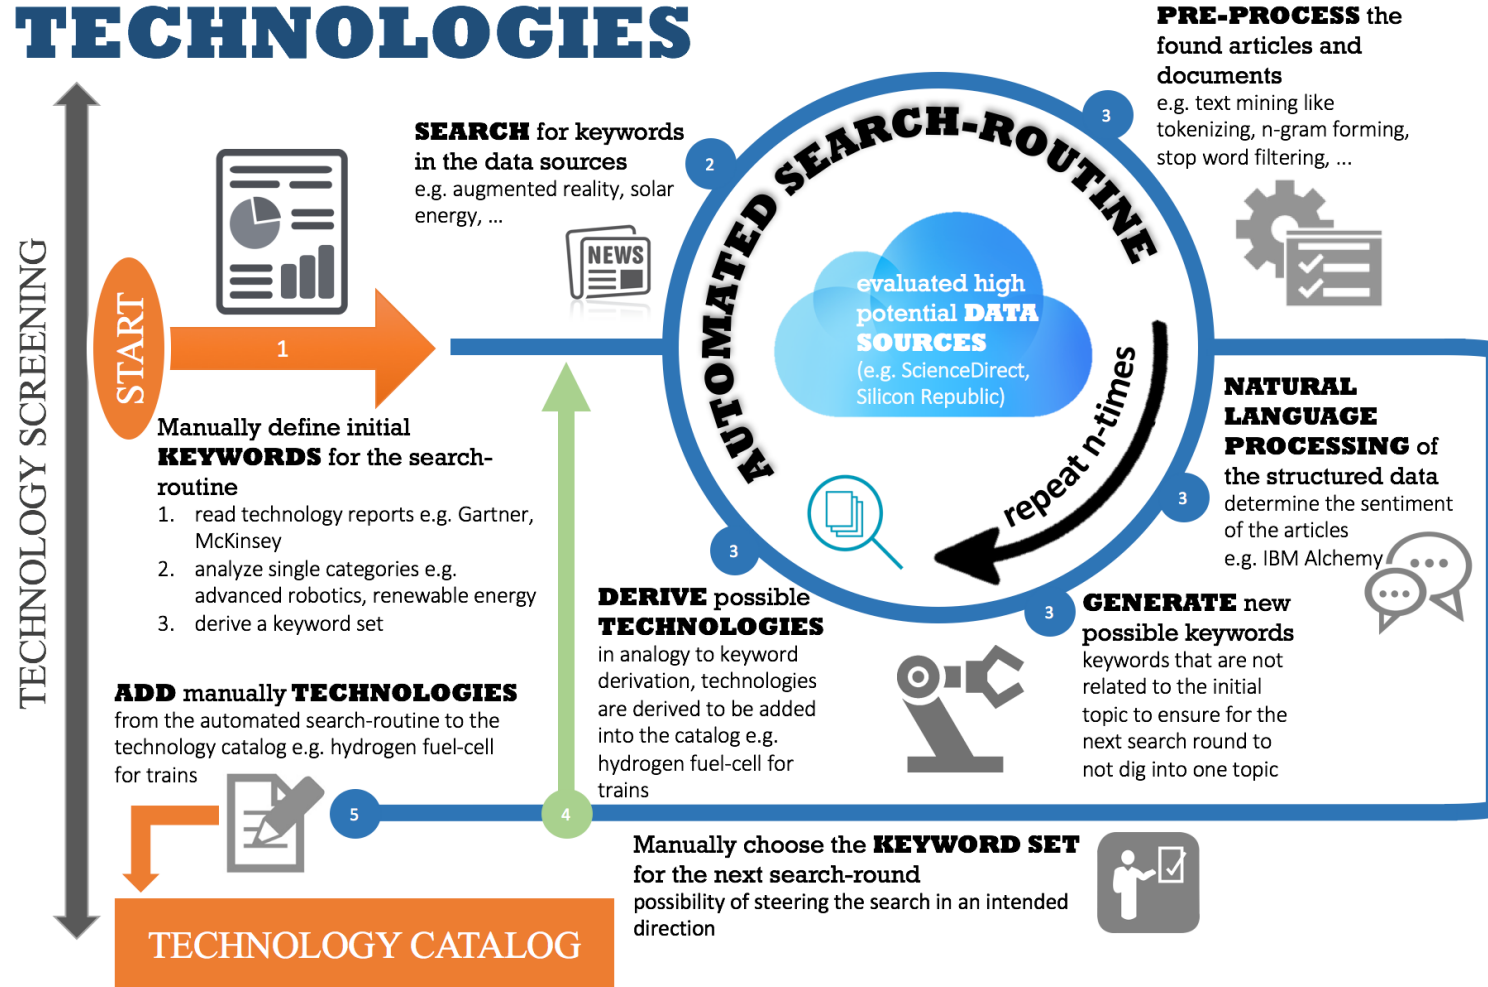 TECHNOLOGIES
TECHNOLOGY SCREENING
START
1
Manually define initial
KEYWORDS for the search-
routine
1. read technology reports e.g. Gartner,
McKinsey
2. analyze single categories e.g.
advanced robotics, renewable energy
3. derive a keyword set
SEARCH for keywords
in the data sources
e.g. augmented reality, solar
energy, ...
NEWS
2
AUTOMATED SEARCH-ROUTINE
evaluated high
potential DATA
SOURCES
(e.g. ScienceDirect,
Silicon Republic)
repeat n-times
3
PRE-PROCESS the
found articles and
documents
e.g. text mining like
tokenizing, n-gram forming,
stop word filtering, ...
NATURAL
LANGUAGE
PROCESSING of
the structured data
determine the sentiment
of the articles
e.g. IBM Alchemy
3
3
GENERATE new
possible keywords
keywords that are not
related to the initial
topic to ensure for the
next search round to
not dig into one topic
3
DERIVE possible
TECHNOLOGIES
in analogy to keyword
derivation, technologies
are derived to be added
into the catalog e.g.
hydrogen fuel-cell for
trains
4
Manually choose the KEYWORD SET
for the next search-round
possibility of steering the search in an intended
direction
5
ADD manually TECHNOLOGIES
from the automated search-routine to the
technology catalog e.g. hydrogen fuel-cell
for trains
TECHNOLOGY CATALOG